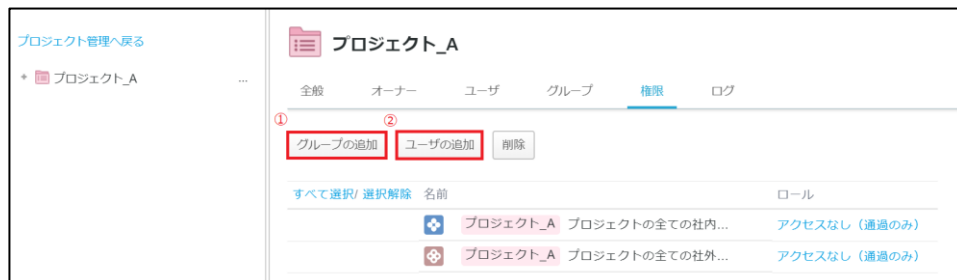 プロジェクト管理へ戻る
プロジェクト_A ...
プロジェクト_A
全般 オーナー ユーザ グループ 権限 ログ
① ②
グループの追加 ユーザの追加 削除
すべて選択/ 選択解除 名前 ロール
プロジェクト_A プロジェクトの全ての社内... アクセスなし（通過のみ）
プロジェクト_A プロジェクトの全ての社外... アクセスなし（通過のみ）